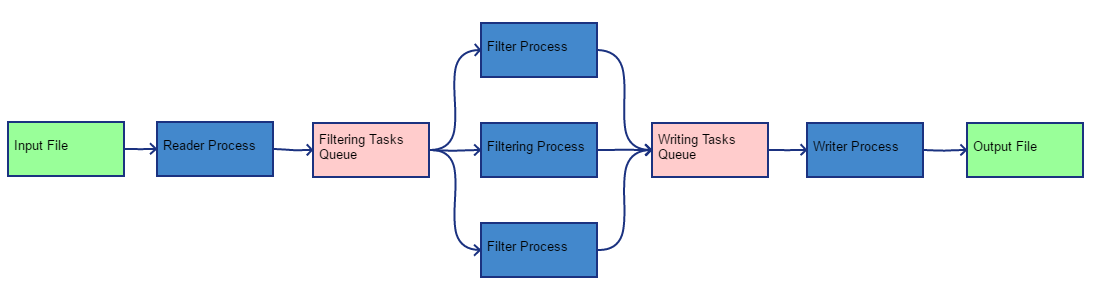 Input File
Reader Process
Filtering Tasks
Queue
Filter Process
Filtering Process
Filter Process
Writing Tasks
Queue
Writer Process
Output File